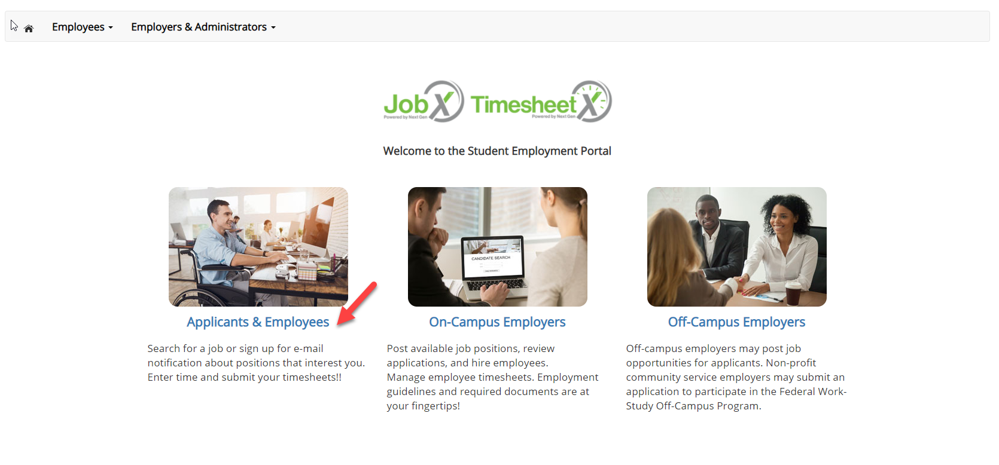 Employees
Employers & Administrators
JobX
Powered by Next Gen
TimesheetX
Powered by Next Gen
Welcome to the Student Employment Portal
CANDIDATE SEARCH
Applicants & Employees
Search for a job or sign up for e-mail
notification about positions that interest you.
Enter time and submit your timesheets!!
On-Campus Employers
Post available job positions, review
applications, and hire employees.
Manage employee timesheets. Employment
guidelines and required documents are at
your fingertips!
Off-Campus Employers
Off-campus employers may post job
opportunities for applicants. Non-profit
community service employers may submit an
application to participate in the Federal Work-
Study Off-Campus Program.